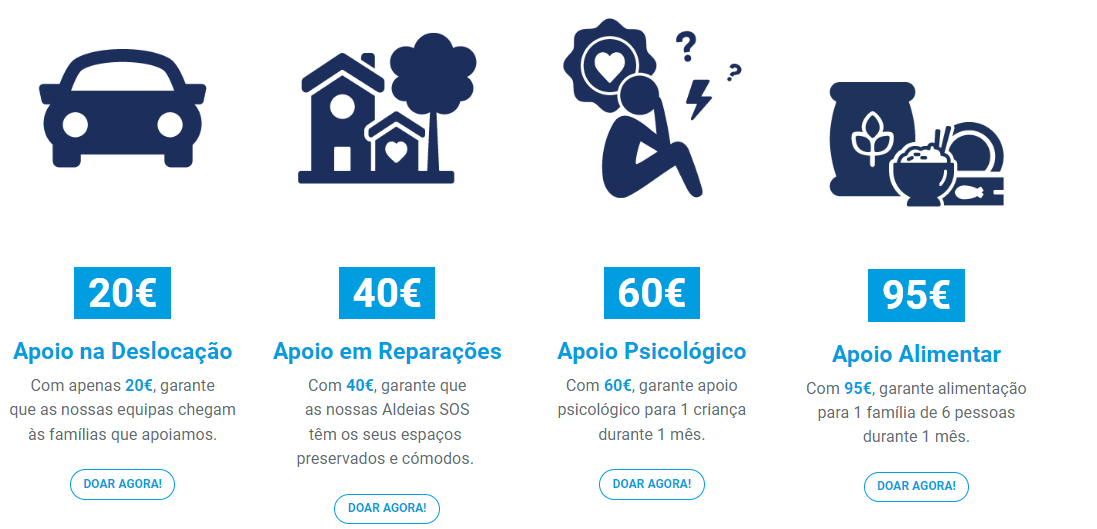 20€
Apoio na Deslocação
Com apenas 20€, garante
que as nossas equipas chegam
às famílias que apoiamos.
DOAR AGORA!
40€
Apoio em Reparações
Com 40€, garante que
as nossas Aldeias SOS
têm os seus espaços
preservados e cómodos.
DOAR AGORA!
? ?
60€
Apoio Psicológico
Com 60€, garante apoio
psicológico para 1 criança
durante 1 mês.
DOAR AGORA!
95€
Apoio Alimentar
Com 95€, garante alimentação
para 1 família de 6 pessoas
durante 1 mês.
DOAR AGORA!